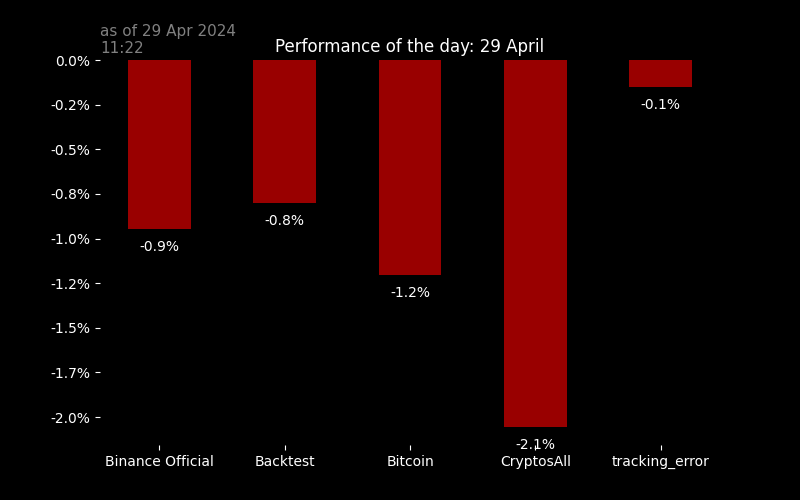 as of 29 Apr 2024
11:22
Performance of the day: 29 April
0.0%
-0.2%
-0.5%
-0.8%
-1.0%
-1.2%
-1.5%
-1.7%
-2.0%
-0.9%
-0.8%
-1.2%
-2.1%
-0.1%
Binance Official
Backtest
Bitcoin
CryptosAll
tracking_error